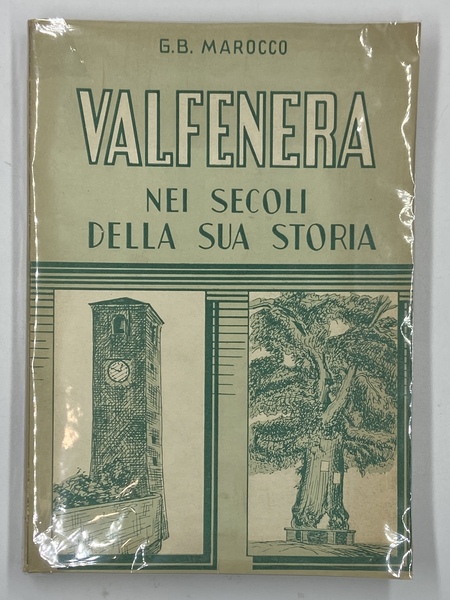 G.B. MAROCCO
VALFENERA
NEI SECOLI
DELLA SUA STORIA